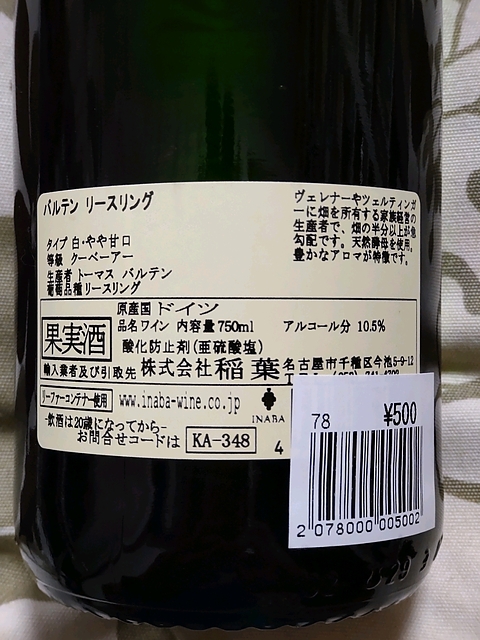 バルテン リースリング
タイプ 白・やや甘口
等級 クーベーアー
生産者 トーマス バルテン
葡萄品種 リースリング
ヴェレナーやツェルティンガ
ーに畑を所有する家族経営の
生産者で、畑の半分以上が急
勾配です。天然酵母を使用。
豊かなアロマが特徴です。
原産国 ドイツ
果実酒
品名 ワイン 内容量 750ml アルコール分 10.5%
酸化防止剤(亜硫酸塩)
輸入業者及び引取先 株式会社 稲葉 名古屋市千種区今池5-9-12
リーファーコンテナー使用
www.inaba-wine.co.jp
INABA
-飲酒は20歳になってから-
お問合せコードは KA-348
4
78 ¥500
2 078000 005002